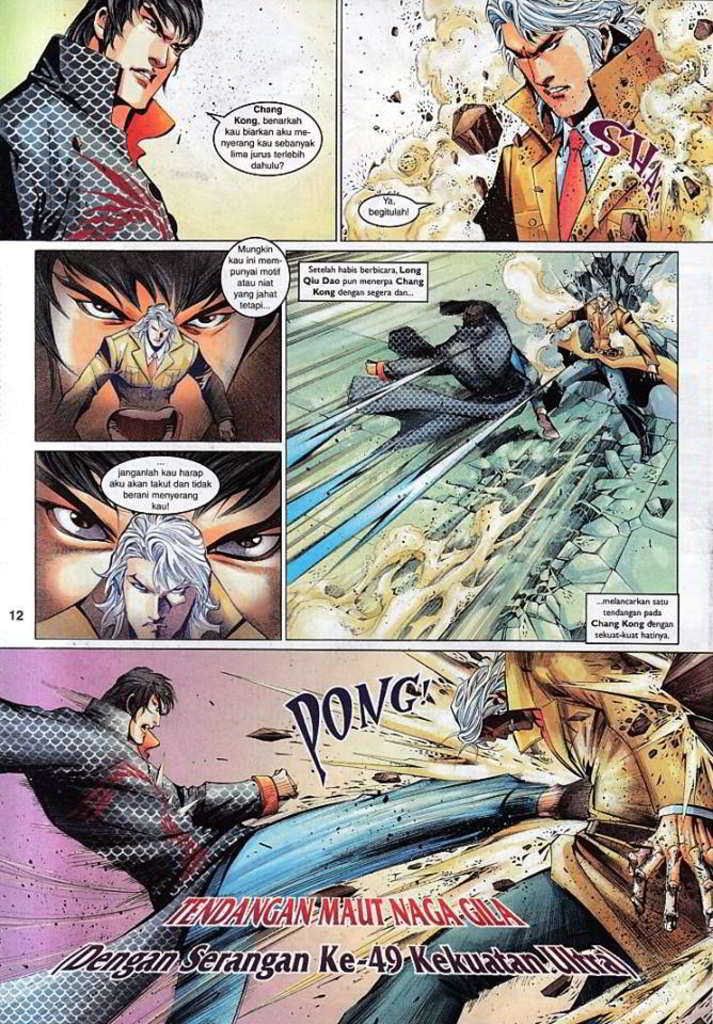 Chang
Kong, benarkah
kau biarkan aku me-
nyerang kau sebanyak
lima jurus terlebih
dahulu?
SHA!
Ya,
begitulah!
Mungkin
kau ini mem-
punyai motif
atau niat
yang jahat
tetapi...
...
janganlah kau harap
aku akan takut dan tidak
berani menyerang
kau!
Setelah habis berbicara, Long
Qiu Dao pun menerpa Chang
Kong dengan segera dan...
...melancarkan satu
tendangan pada
Chang Kong dengan
sekuat-kuat hatinya.
12
PONG!
TENDANGAN MAUT NAGA GILA
(Dengan Serangan Ke-49 Kekuatan Ultra)